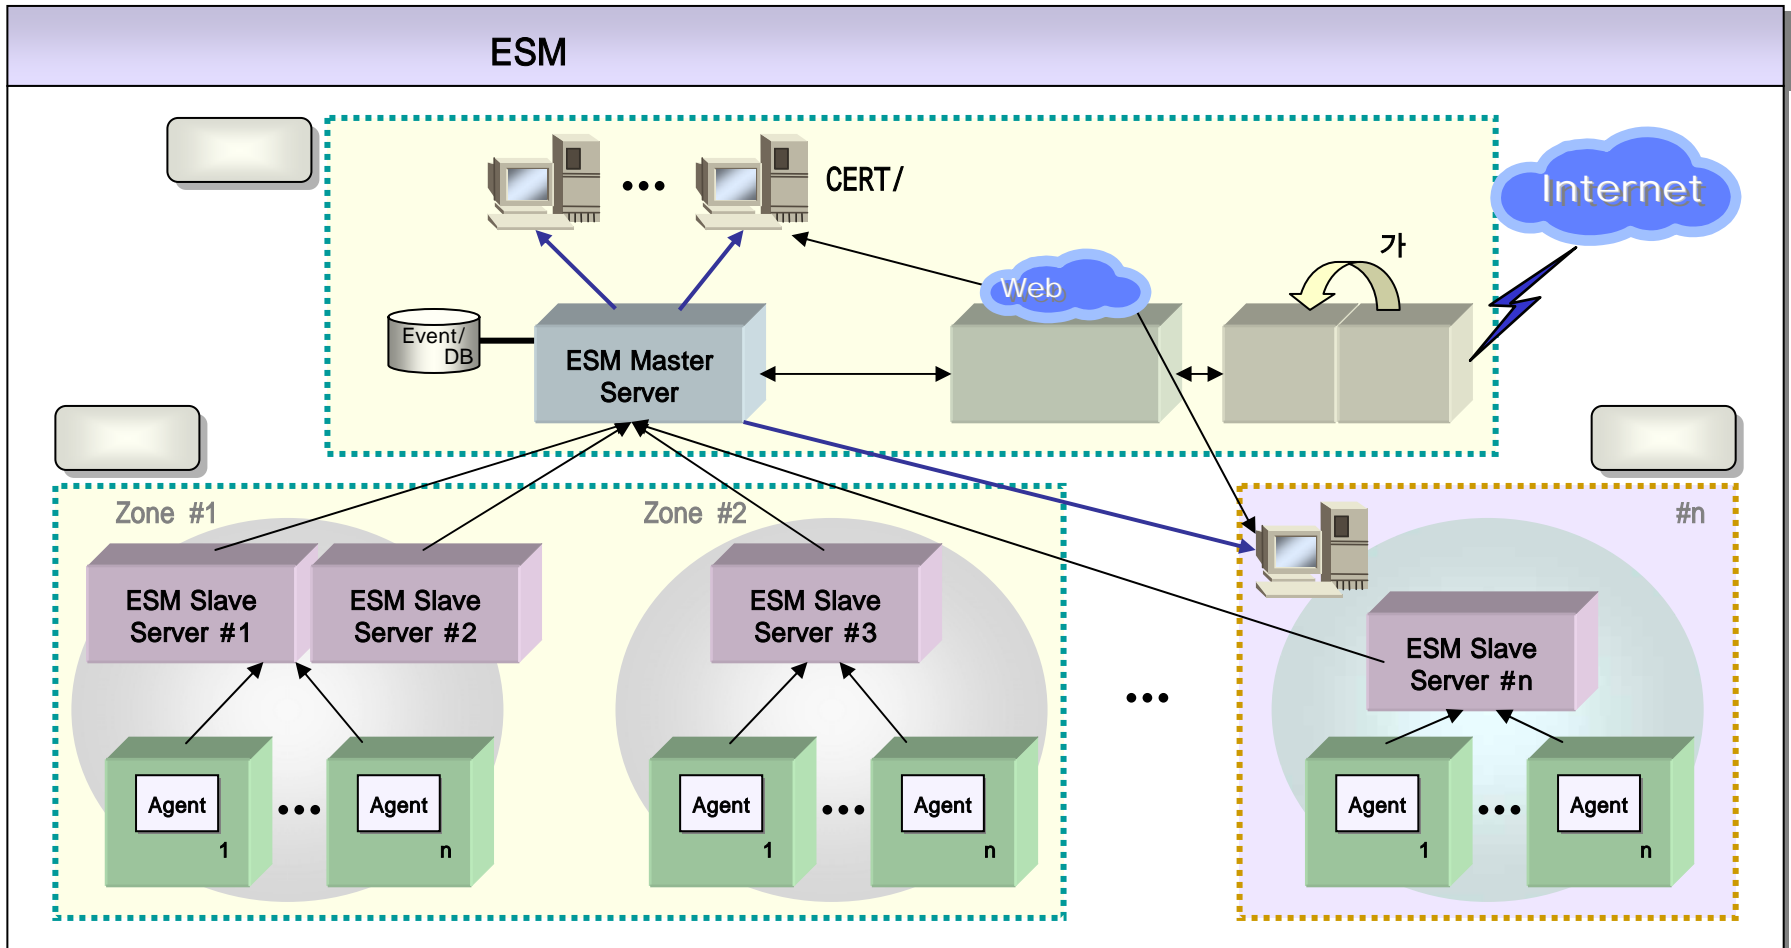 ESM
CERT/
Internet
가
Web
Event/
DB
ESM Master
Server
Zone #1
Zone #2
#n
ESM Slave
Server #1
ESM Slave
Server #2
ESM Slave
Server #3
ESM Slave
Server #n
Agent
1
Agent
n
Agent
1
Agent
n
Agent
1
Agent
n